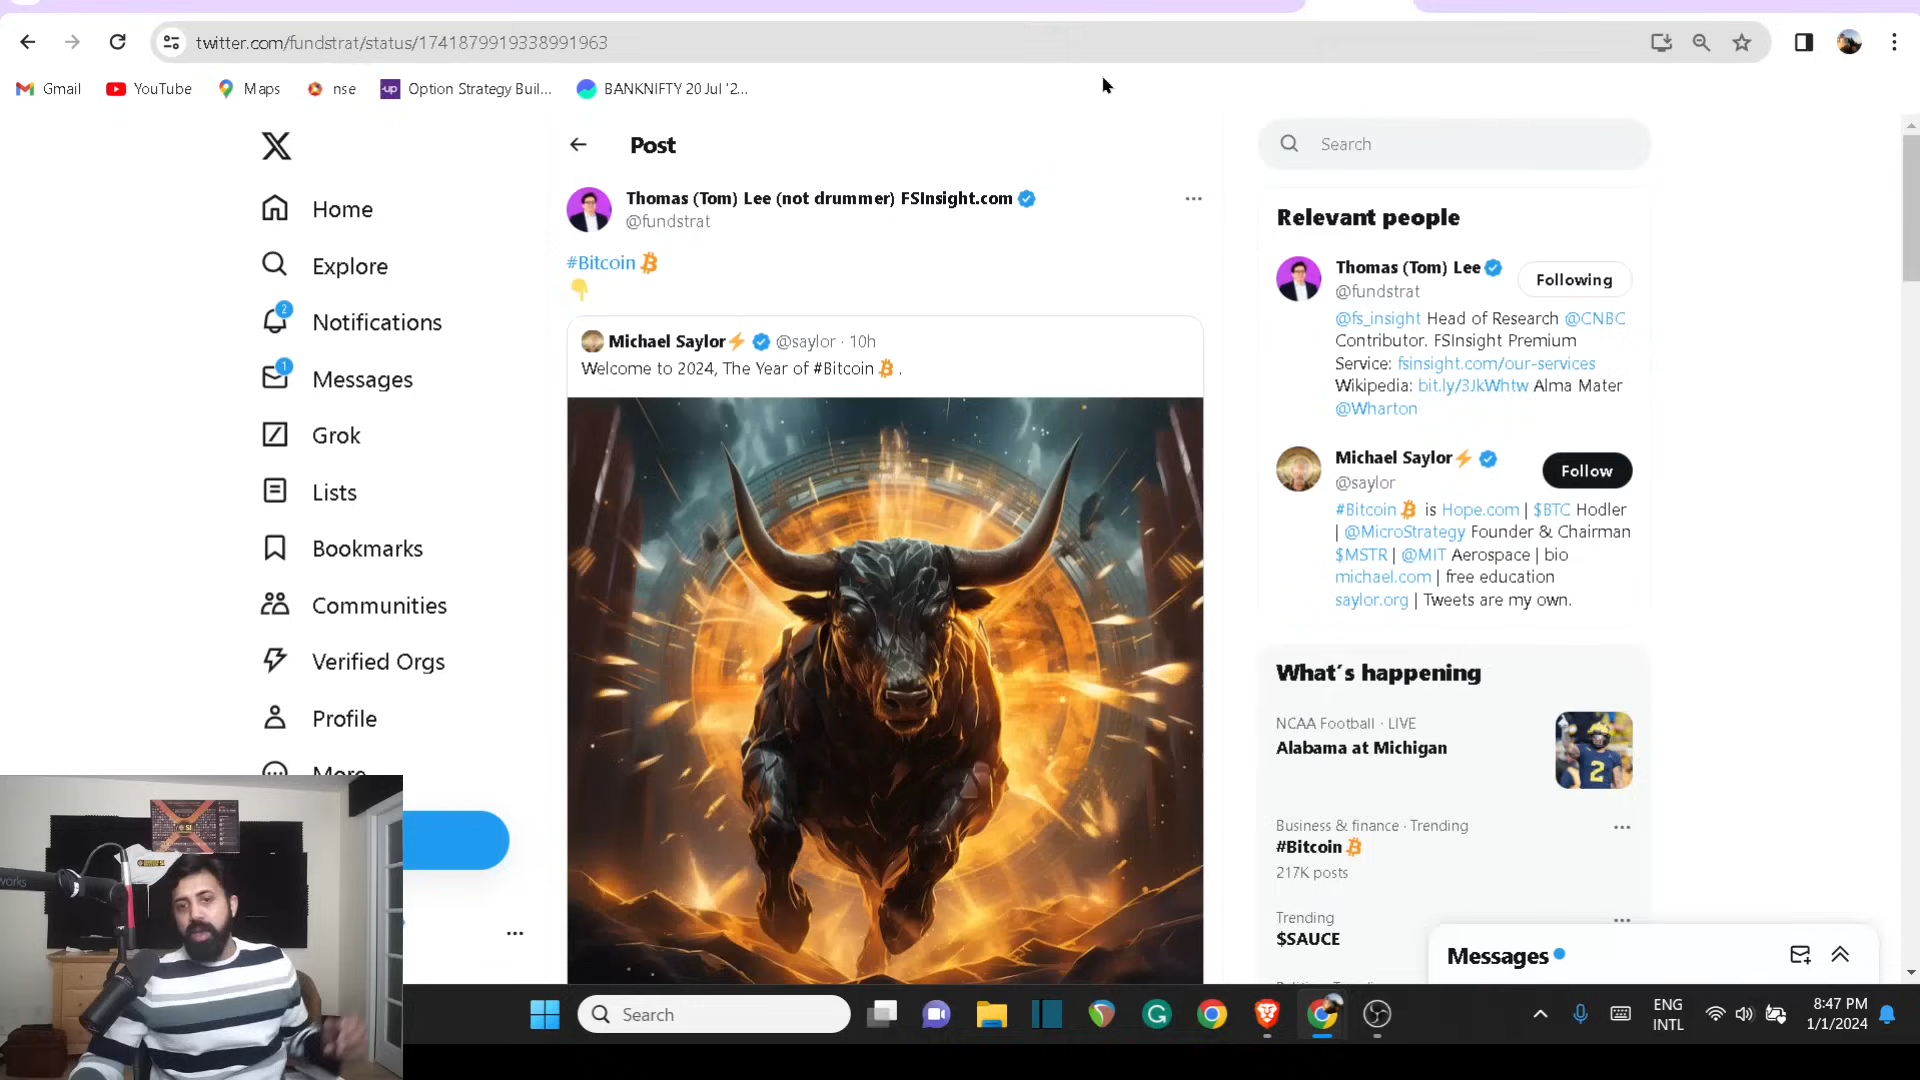 twitter.com/fundstrat/status/1741879919338991963
Gmail
YouTube
Maps
nse
Option Strategy Buil...
BANKNIFTY 20 Jul '2...
Home
Explore
2
Notifications
1
Messages
Grok
Lists
Bookmarks
Communities
Verified Orgs
Profile
More
Post
Thomas (Tom) Lee (not drummer) FSInsight.com
@fundstrat
#Bitcoin
Michael Saylor⚡ @saylor · 10h
Welcome to 2024, The Year of #Bitcoin .
Search
Relevant people
Thomas (Tom) Lee
@fundstrat
Following
@fs_insight Head of Research @CNBC
Contributor. FSInsight Premium
Service: fsinsight.com/our-services
Wikipedia: bit.ly/3JkWhtw Alma Mater
@Wharton
Michael Saylor⚡
@saylor
Follow
#Bitcoin is Hope.com | $BTC Hodler
| @MicroStrategy Founder & Chairman
$MSTR | @MIT Aerospace | bio
michael.com | free education
saylor.org | Tweets are my own.
What's happening
NCAA Football · LIVE
Alabama at Michigan
2
Business & finance · Trending
#Bitcoin
217K posts
Trending
$SAUCE
Messages
Search
ENG
INTL
8:47 PM
1/1/2024